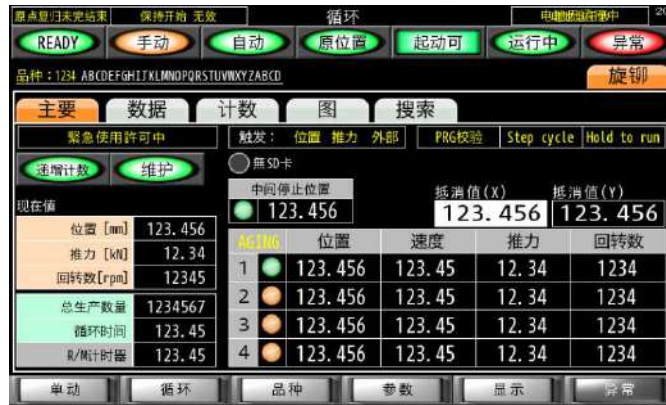 原点复归未完结束 保持开始 无效 循环
READY 手动 自动 原位置 起动可 运行中 异常
品种:1234 ABCDEFGHIJKLMNOPQRSTUVWXYZABCD 旋铆
主要 数据 计数 图 搜索
緊急使用許可中 触发: 位置 推力 外部 PRG校验 Step cycle Hold to run
递增计数 维护 無SD卡
中间停止位置 抵消值(X) 抵消值(Y)
123.456 123.456 123.456
现在值
位置 [mm] 123.456
推力 [kN] 12.34
回转数[rpm] 12345
总生产数量 1234567
循环时间 123.45
R/M计时器 123.45
AGING 位置 速度 推力 回转数
1 123.456 123.45 12.34 1234
2 123.456 123.45 12.34 1234
3 123.456 123.45 12.34 1234
4 123.456 123.45 12.34 1234
单动 循环 品种 参数 显示 异常